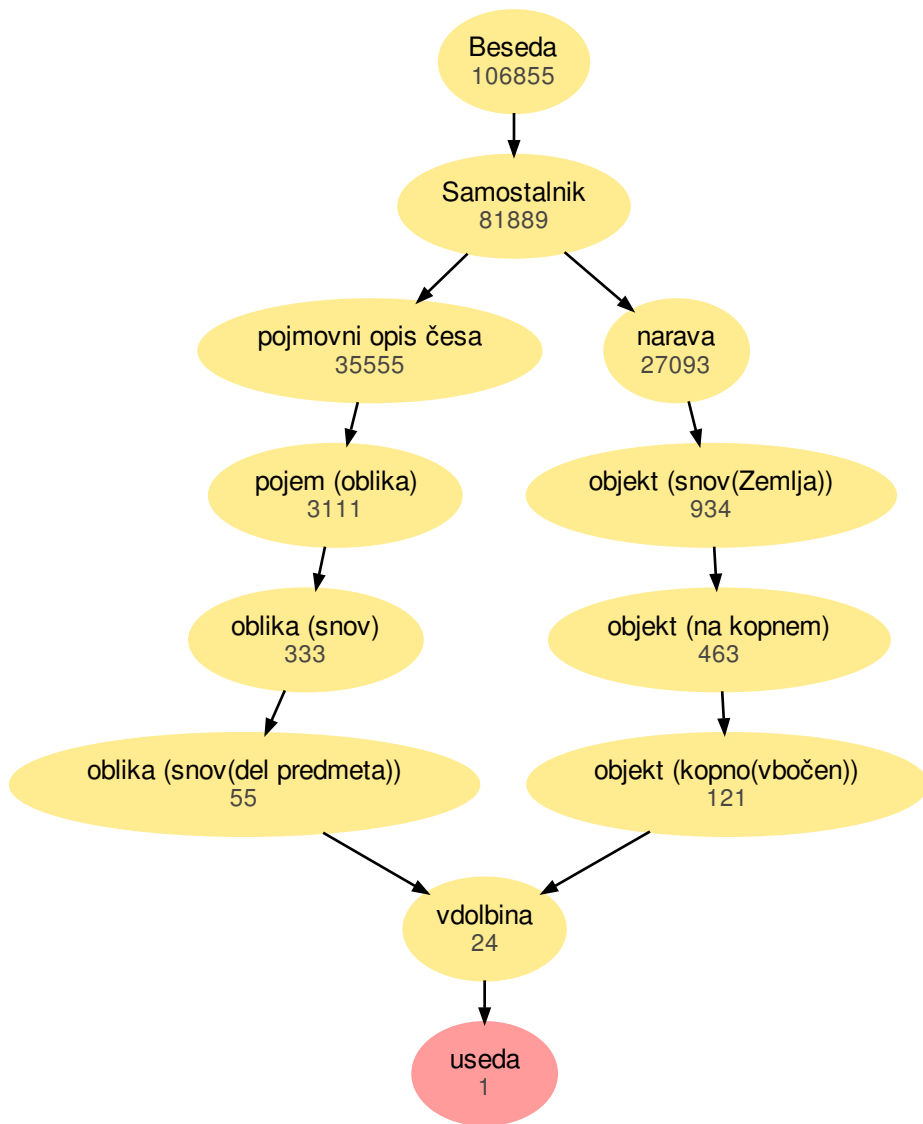 Beseda
106855
Samostalnik
81889
pojmovni opis česa
35555
narava
27093
pojem (oblika)
3111
objekt (snov(Zemlja))
934
oblika (snov)
333
objekt (na kopnem)
463
oblika (snov(del predmeta))
55
objekt (kopno(vbočen))
121
vdolbina
24
useda
1